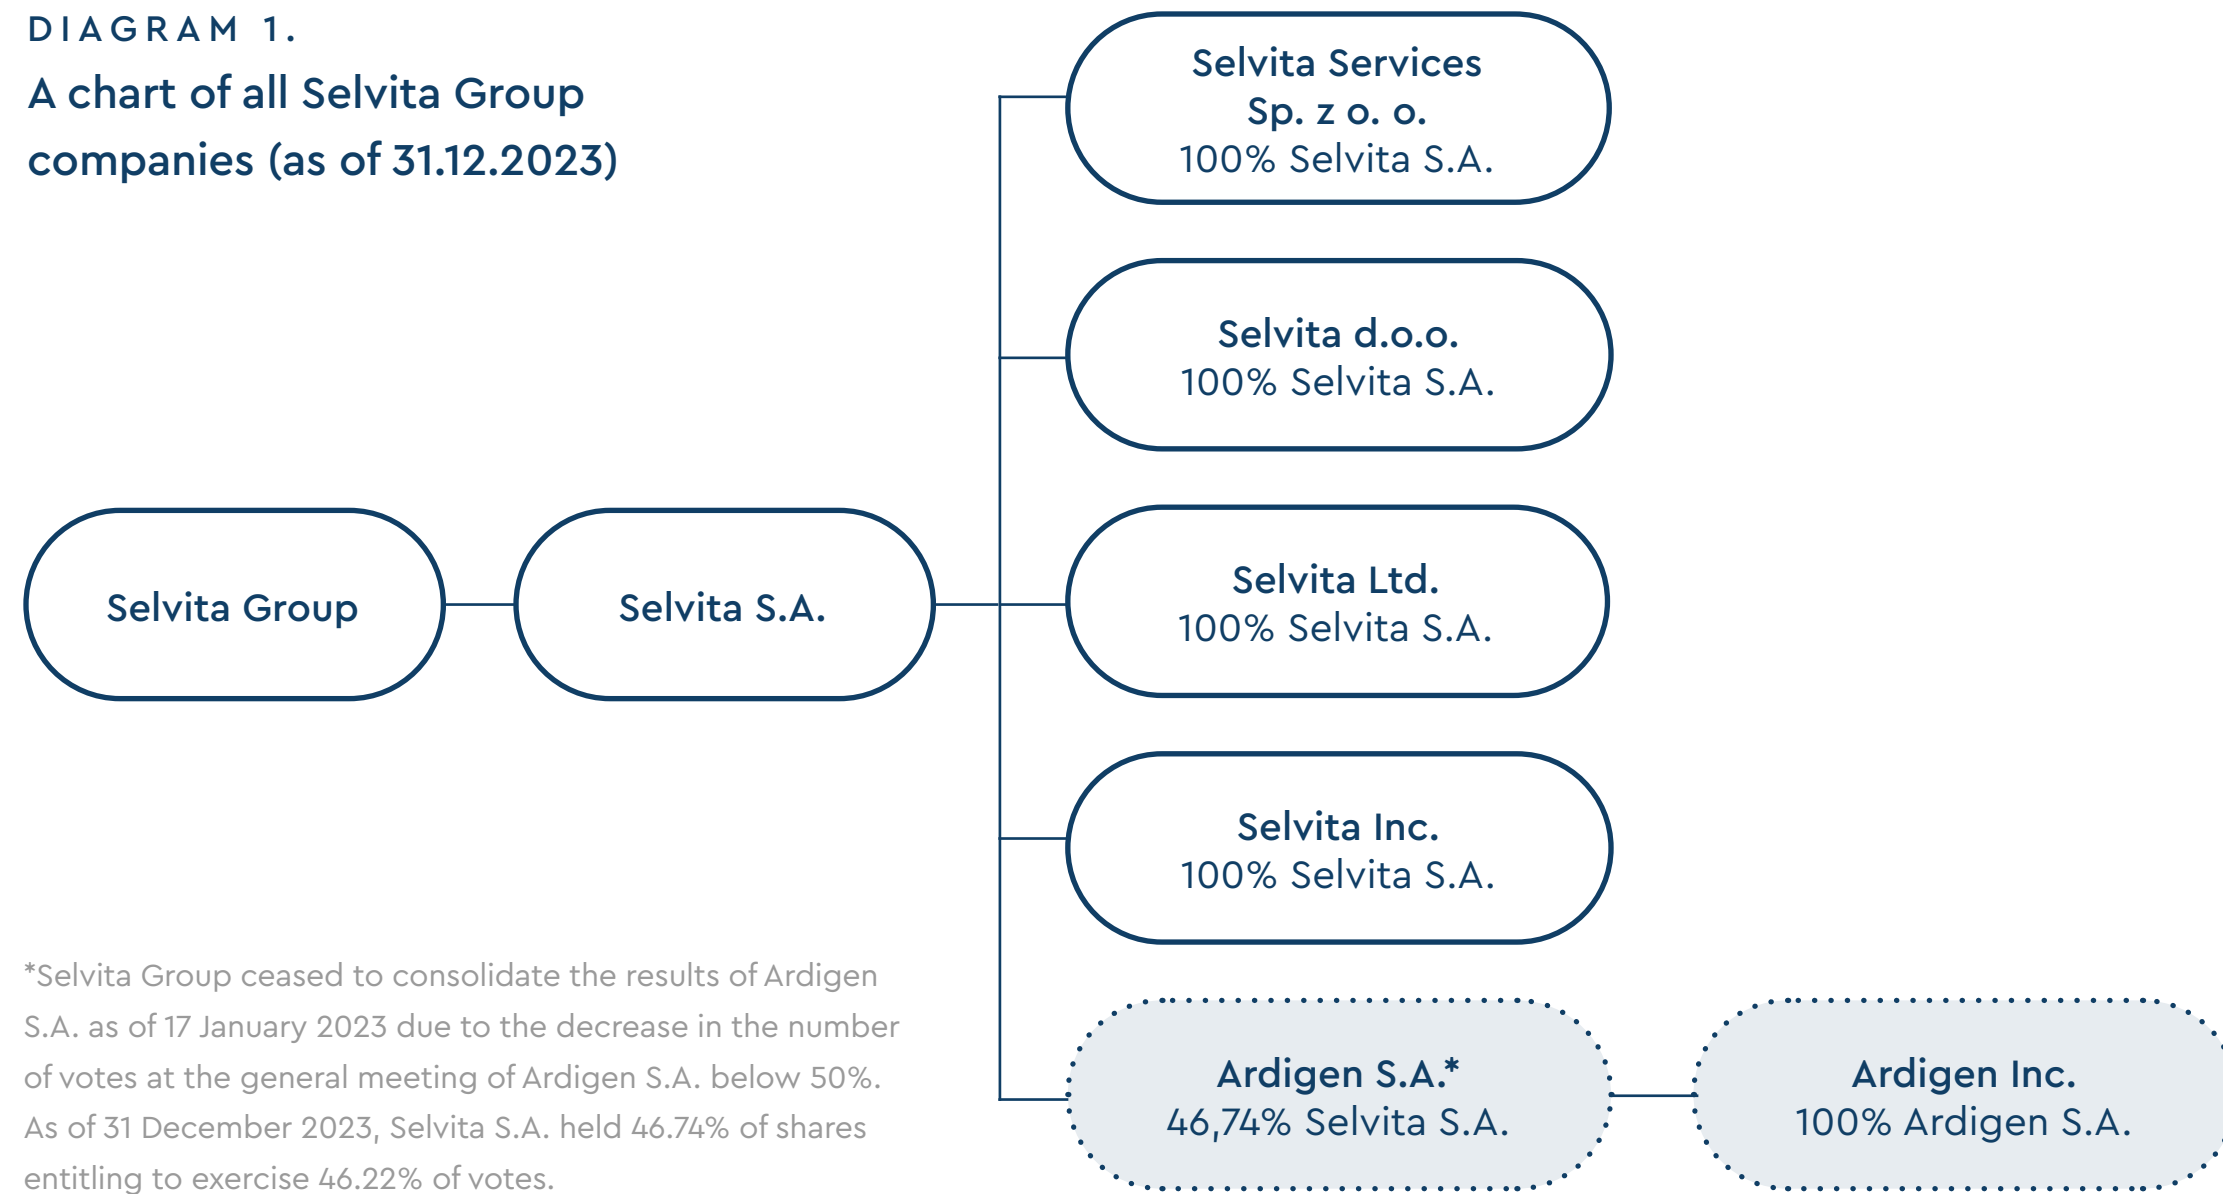 DIAGRAM 1.
A chart of all Selvita Group
companies (as of 31.12.2023)
Selvita Group
Selvita S.A.
Selvita Services
Sp. z o. o.
100% Selvita S.A.
Selvita d.o.o.
100% Selvita S.A.
Selvita Ltd.
100% Selvita S.A.
Selvita Inc.
100% Selvita S.A.
Ardigen S.A.*
46,74% Selvita S.A.
Ardigen Inc.
100% Ardigen S.A.
*Selvita Group ceased to consolidate the results of Ardigen
S.A. as of 17 January 2023 due to the decrease in the number
of votes at the general meeting of Ardigen S.A. below 50%.
As of 31 December 2023, Selvita S.A. held 46.74% of shares
entitling to exercise 46.22% of votes.